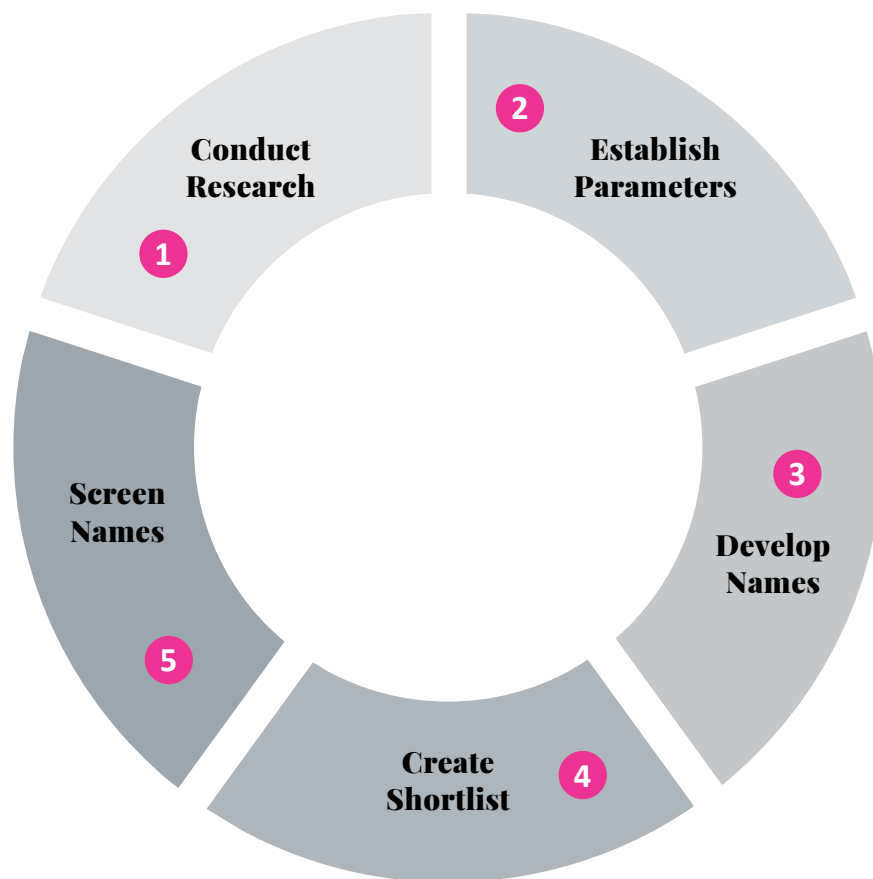 1
Conduct
Research
2
Establish
Parameters
3
Develop
Names
4
Create
Shortlist
5
Screen
Names